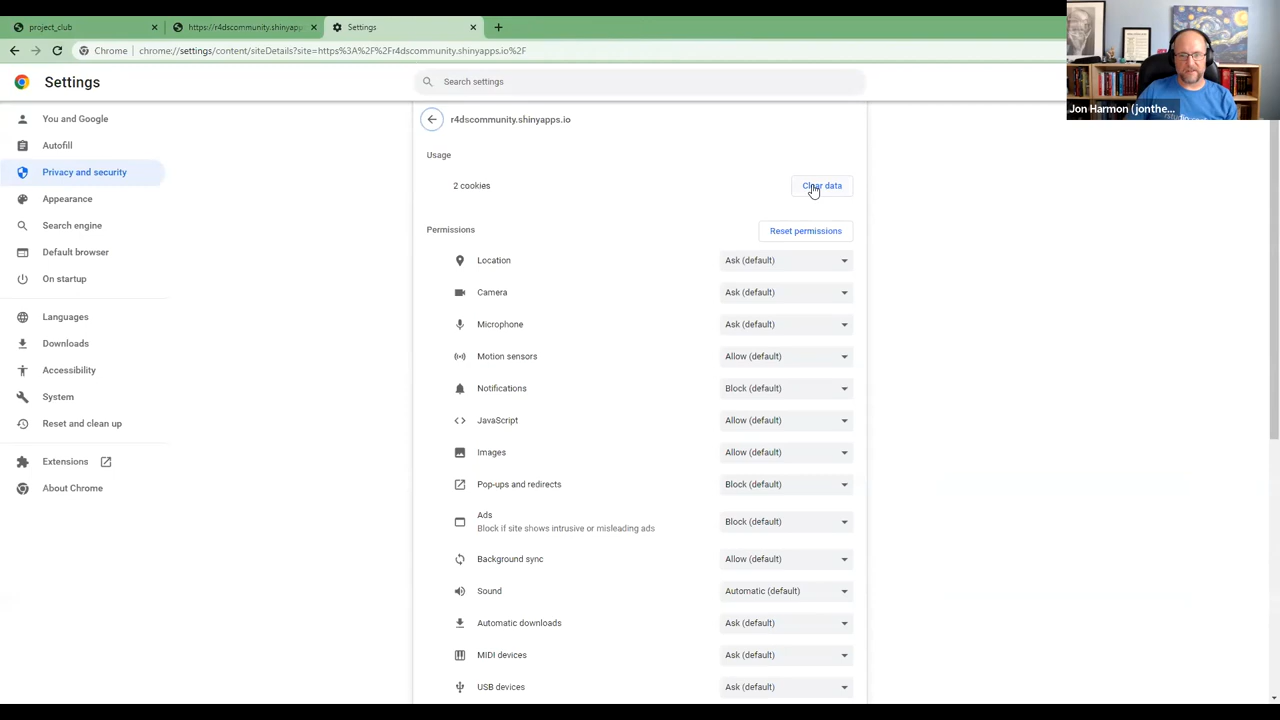 project_club
https://r4dscommunity.shinyapp
Settings
Chrome
chrome://settings/content/siteDetails?site=https%3A%2F%2Fr4dscommunity.shinyapps.io%2F
Settings
Search settings
Jon Harmon (jonthe...
You and Google
Autofill
Privacy and security
Appearance
Search engine
Default browser
On startup
Languages
Downloads
Accessibility
System
Reset and clean up
Extensions
About Chrome
r4dscommunity.shinyapps.io
Usage
2 cookies
Clear data
Permissions
Reset permissions
Location
Ask (default)
Camera
Ask (default)
Microphone
Ask (default)
Motion sensors
Allow (default)
Notifications
Block (default)
JavaScript
Allow (default)
Images
Allow (default)
Pop-ups and redirects
Block (default)
Ads
Block if site shows intrusive or misleading ads
Block (default)
Background sync
Allow (default)
Sound
Automatic (default)
Automatic downloads
Ask (default)
MIDI devices
Ask (default)
USB devices
Ask (default)